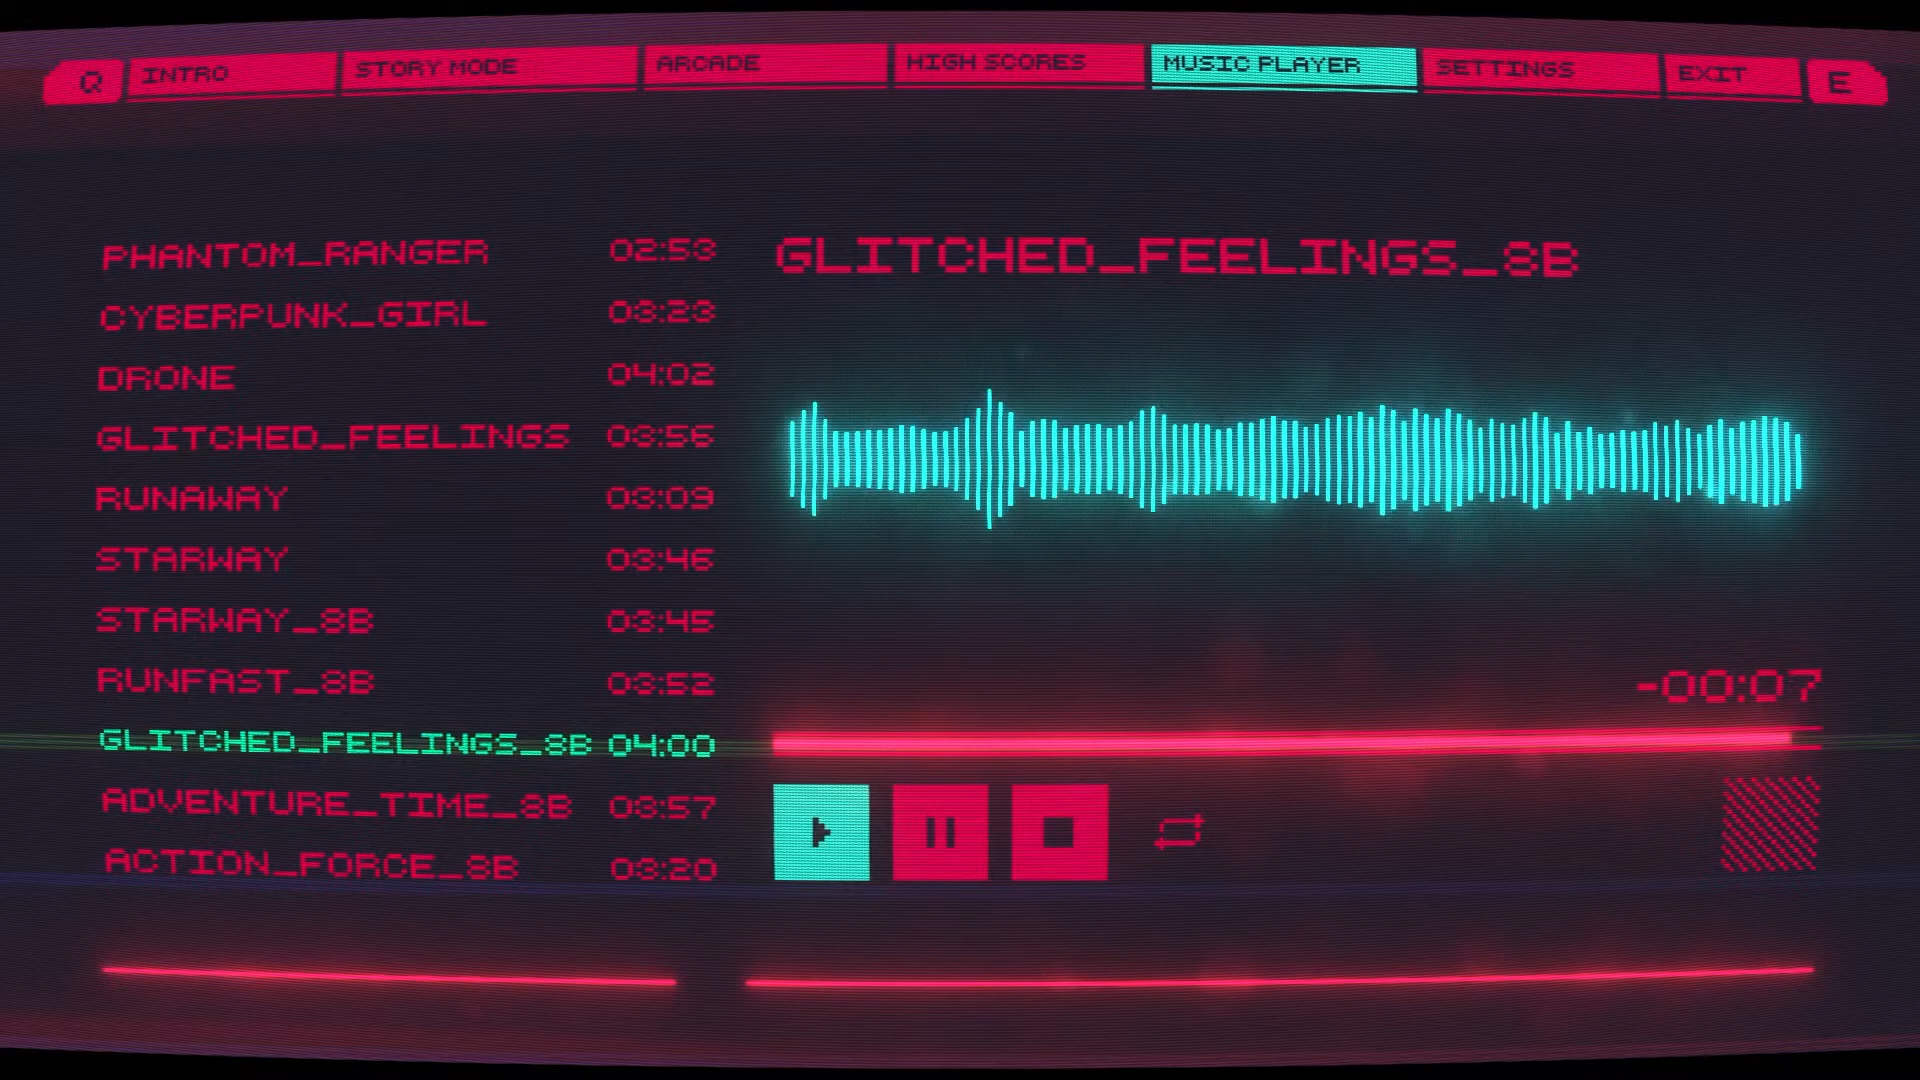 Q INTRO STORY MODE ARCADE HIGH SCORES MUSIC PLAYER SETTINGS EXIT E
PHANTOM_RANGER 02:53
CYBERPUNK_GIRL 03:23
DRONE 04:02
GLITCHED_FEELINGS 03:56
RUNAWAY 03:09
STARWAY 03:46
STARWAY_8B 03:45
RUNFAST_8B 03:52
GLITCHED_FEELINGS_8B 04:00
ADVENTURE_TIME_8B 03:57
ACTION_FORCE_8B 03:20
GLITCHED_FEELINGS_8B
-00:07